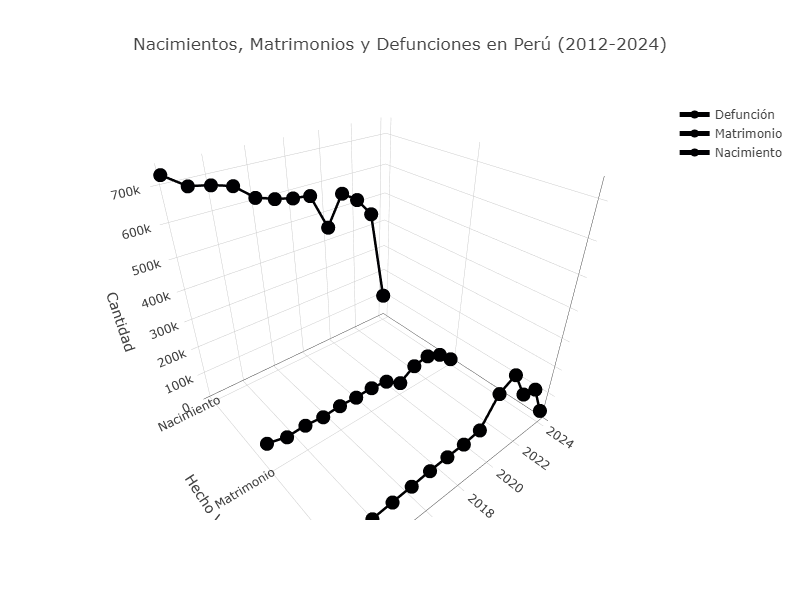 Nacimientos, Matrimonios y Defunciones en Perú (2012-2024)
Defunción
Matrimonio
Nacimiento
700k
600k
500k
400k
300k
200k
100k
0
Cantidad
Nacimiento
Matrimonio
Hecho
2024
2022
2020
2018